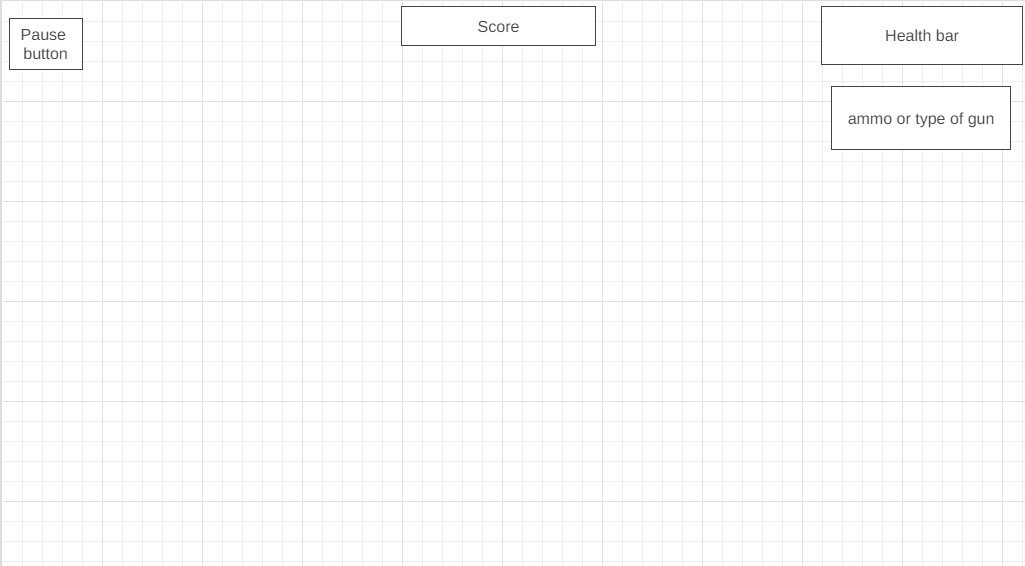 Pause
button
Score
Health bar
ammo or type of gun